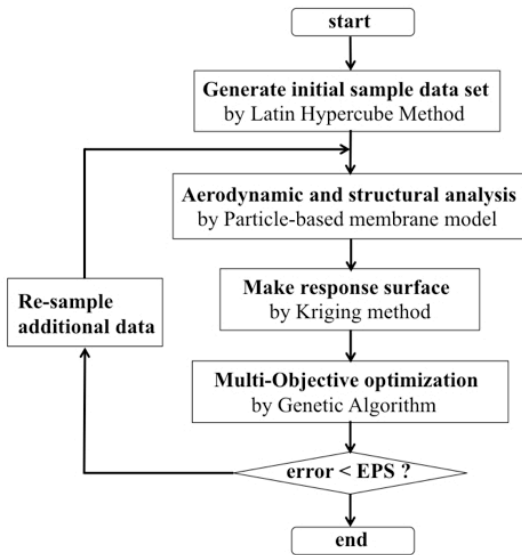 start
Generate initial sample data set
by Latin Hypercube Method
Aerodynamic and structural analysis
by Particle-based membrane model
Re-sample
additional data
Make response surface
by Kriging method
Multi-Objective optimization
by Genetic Algorithm
error < EPS ?
end